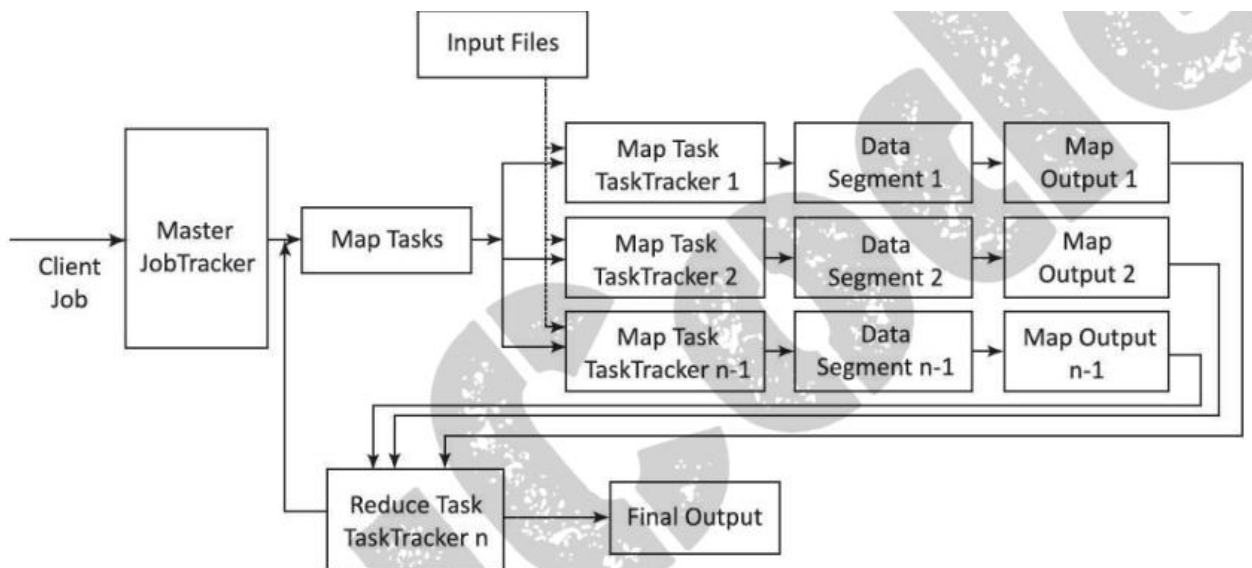 Input Files
Map Task
TaskTracker 1
Data
Segment 1
Map
Output 1
Master
JobTracker
Client
Job
Map Tasks
Map Task
TaskTracker 2
Data
Segment 2
Map
Output 2
Map Task
TaskTracker n-1
Data
Segment n-1
Map Output
n-1
Reduce Task
TaskTracker n
Final Output